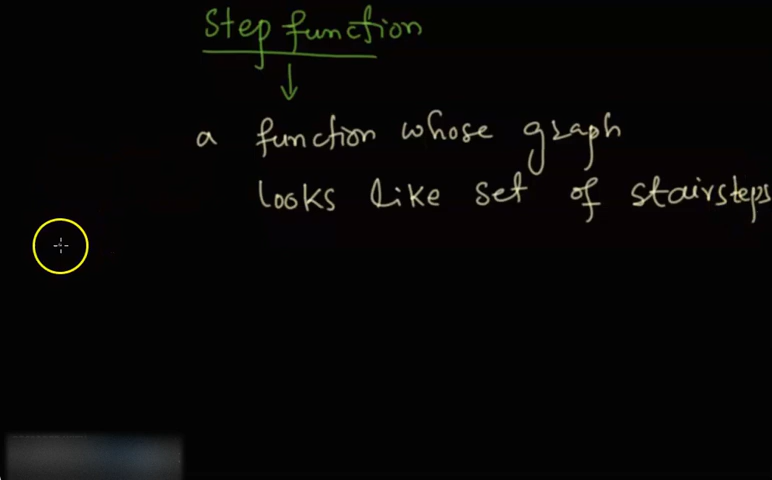 Step function
a function whose graph
looks like set of stairsteps